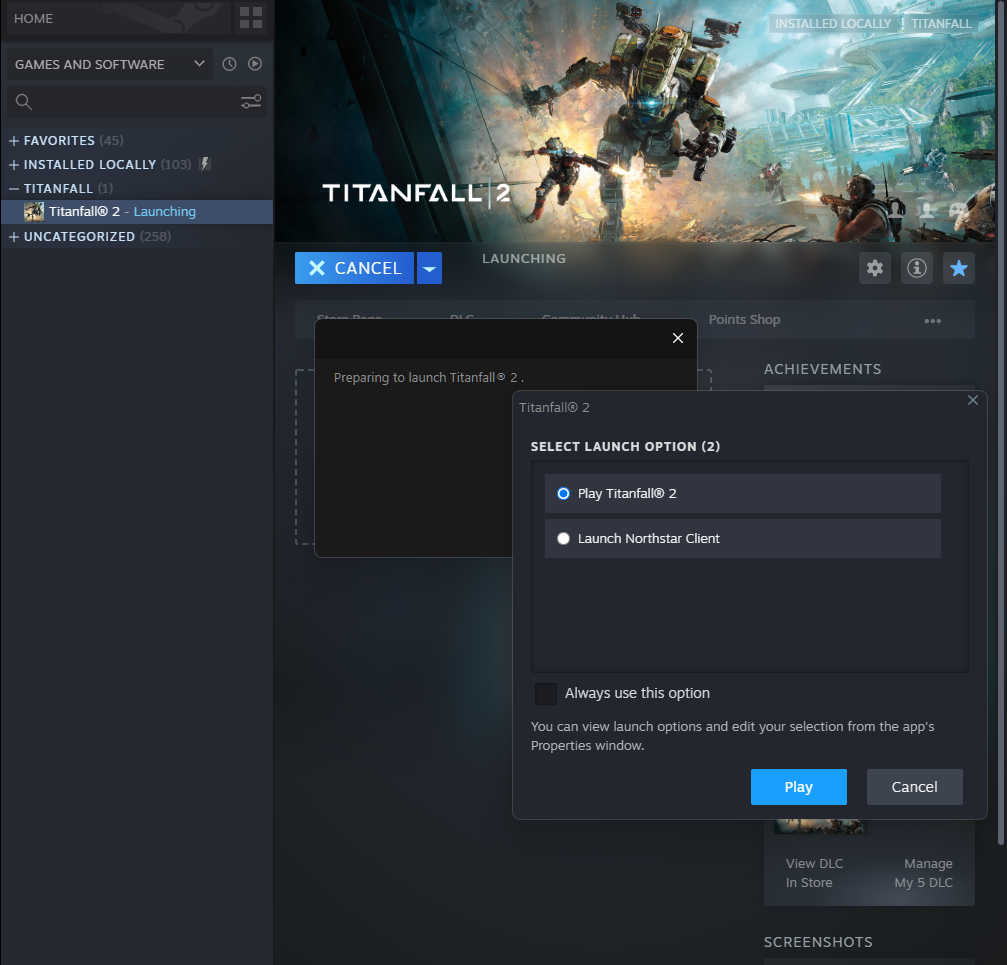 HOME
GAMES AND SOFTWARE
+ FAVORITES (45)
+ INSTALLED LOCALLY (103)
− TITANFALL (1)
Titanfall® 2 - Launching
+ UNCATEGORIZED (258)
INSTALLED LOCALLY
TITANFALL
TITANFALL|2
CANCEL
LAUNCHING
Store Page
DLC
Community Hub
Points Shop
ACHIEVEMENTS
Preparing to launch Titanfall® 2 .
Titanfall® 2
SELECT LAUNCH OPTION (2)
Play Titanfall® 2
Launch Northstar Client
Always use this option
You can view launch options and edit your selection from the app's
Properties window.
Play
Cancel
View DLC
In Store
Manage
My 5 DLC
SCREENSHOTS